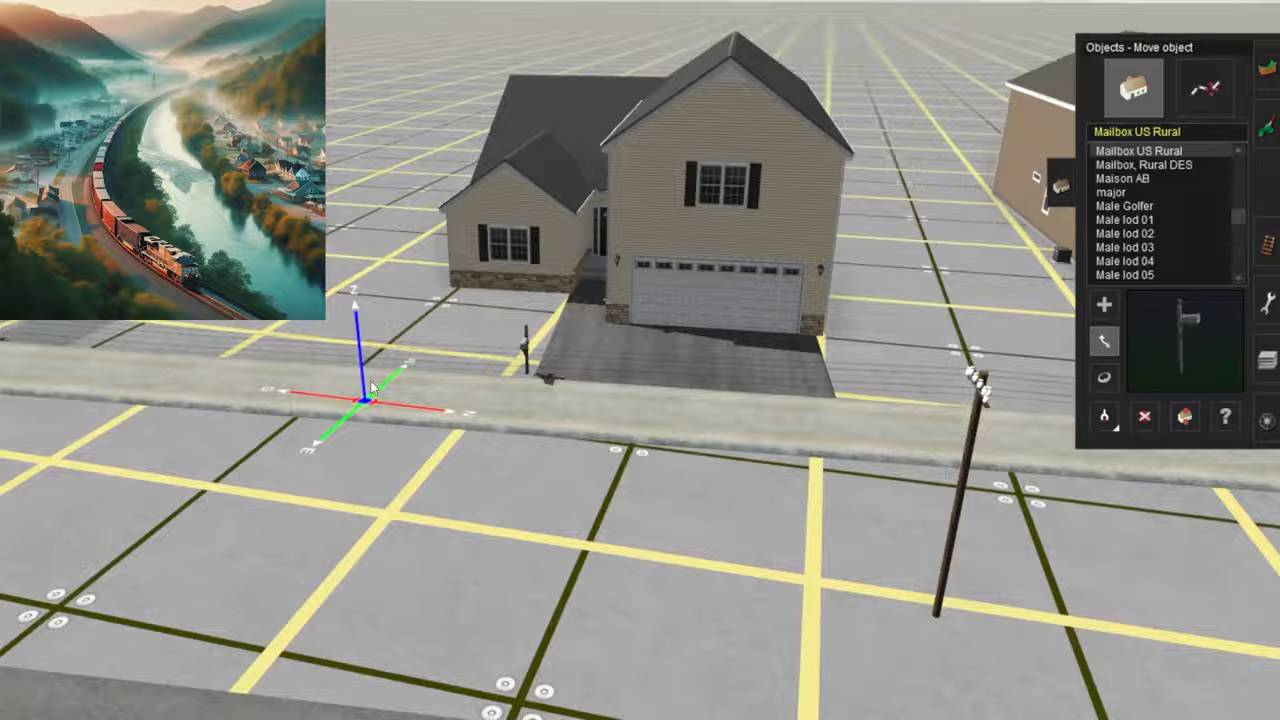 Objects - Move object
Mailbox US Rural
Mailbox US Rural
Mailbox, Rural DES
Maison AB
major
Male Golfer
Male lod 01
Male lod 02
Male lod 03
Male lod 04
Male lod 05
?
Z
E